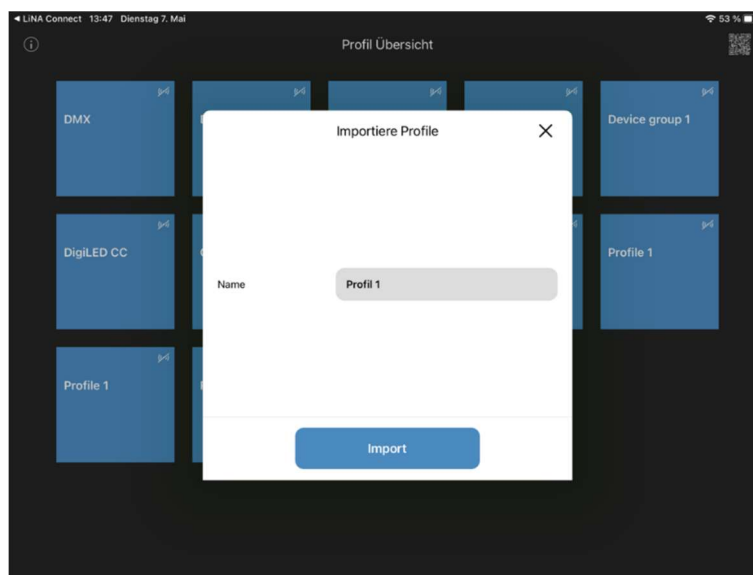 ◀ LiNA Connect 13:47 Dienstag 7. Mai 53 %
Profil Übersicht
DMX
Device group 1
Importiere Profile
DigiLED CC
Profile 1
Name
Profil 1
Profile 1
Import